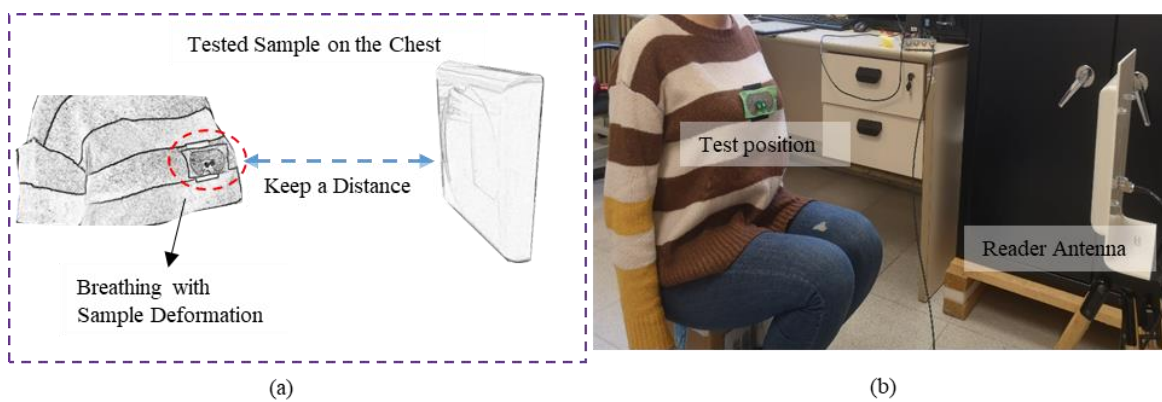 Tested Sample on the Chest
Keep a Distance
Breathing with
Sample Deformation
Test position
Reader Antenna
(a)
(b)